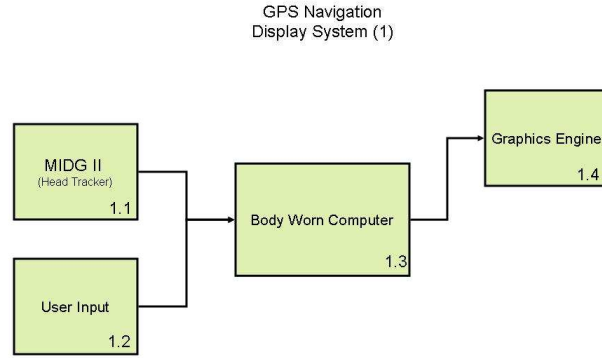 GPS Navigation
Display System (1)
Graphics Engine
1.4
MIDG II
(Head Tracker)
1.1
Body Worn Computer
1.3
User Input
1.2